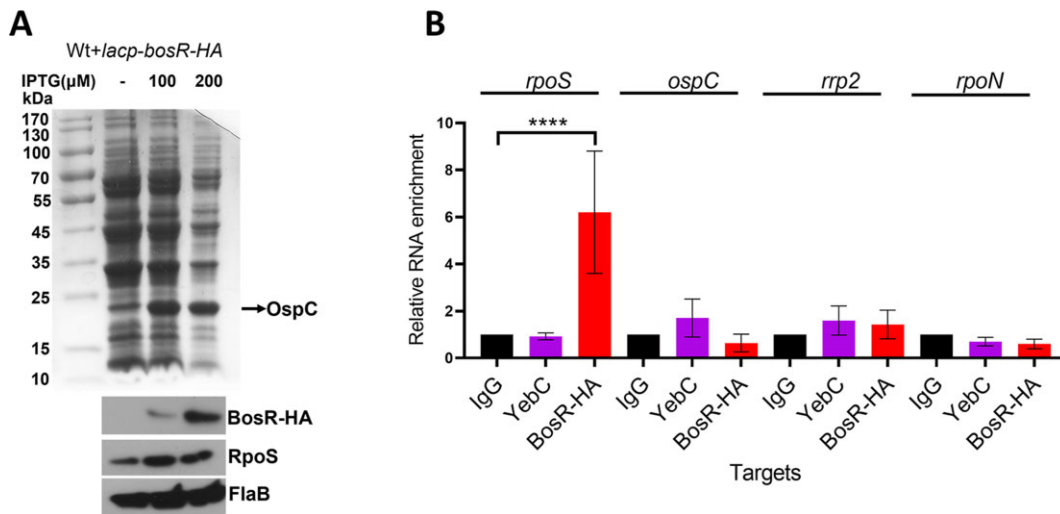 A
Wt+lacp-bosR-HA
IPTG(μM) - 100 200
kDa
170
130
100
70
55
45
35
25
15
10
OspC
BosR-HA
RpoS
FlaB
B
rpoS ospC rrp2 rpoN
****
Relative RNA enrichment
10
8
6
4
2
0
IgG YebC BosR-HA IgG YebC BosR-HA IgG YebC BosR-HA IgG YebC BosR-HA
Targets